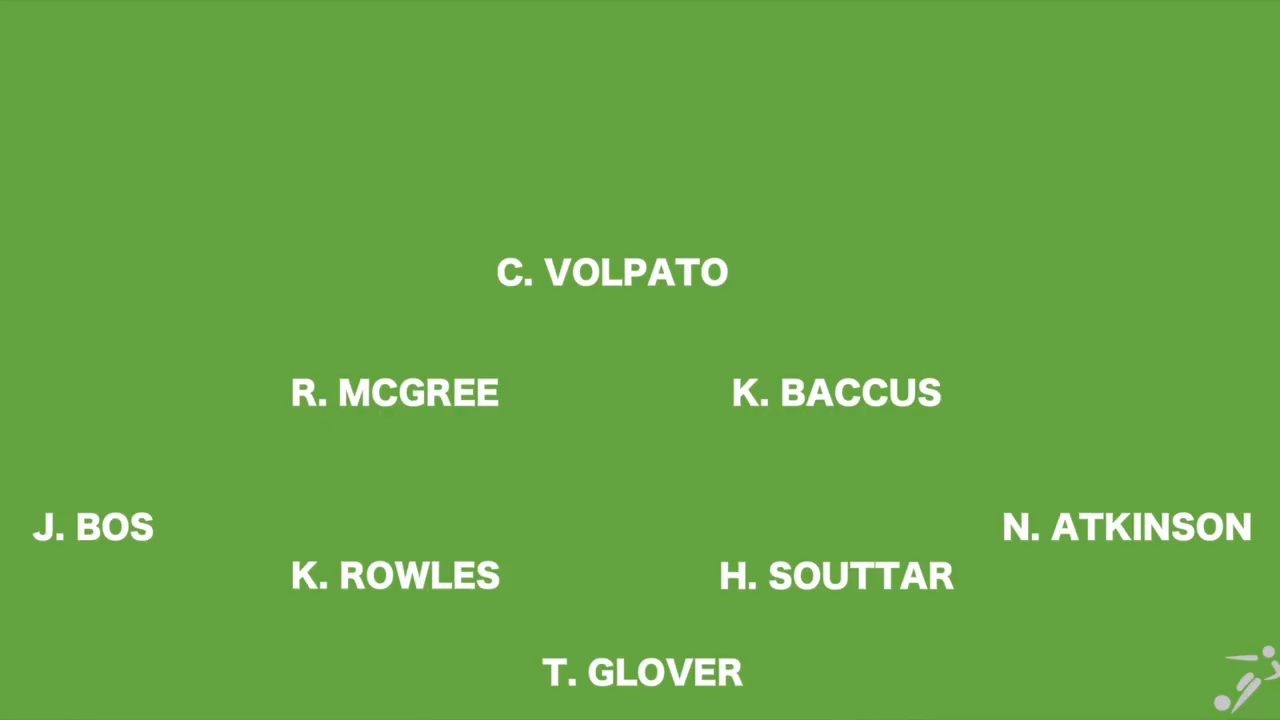 C. VOLPATO
R. MCGREE
K. BACCUS
J. BOS
N. ATKINSON
K. ROWLES
H. SOUTTAR
T. GLOVER